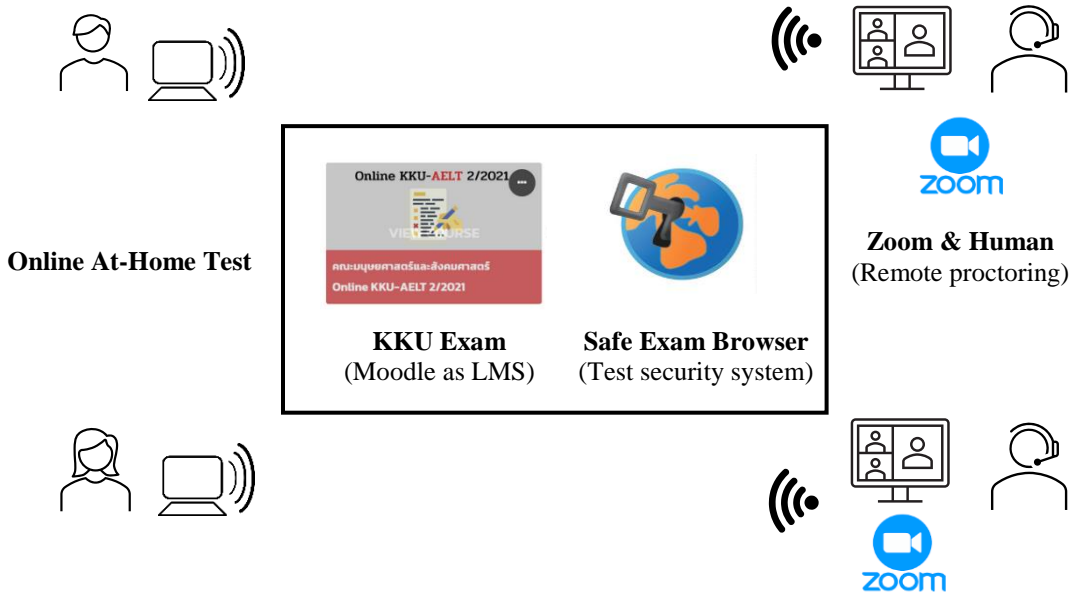 zoom
Online At-Home Test
Online KKU-AELT 2/2021
VIEW COURSE
คณะมนุษยศาสตร์และสังคมศาสตร์
Online KKU-AELT 2/2021
KKU Exam
(Moodle as LMS)
Safe Exam Browser
(Test security system)
Zoom & Human
(Remote proctoring)
zoom